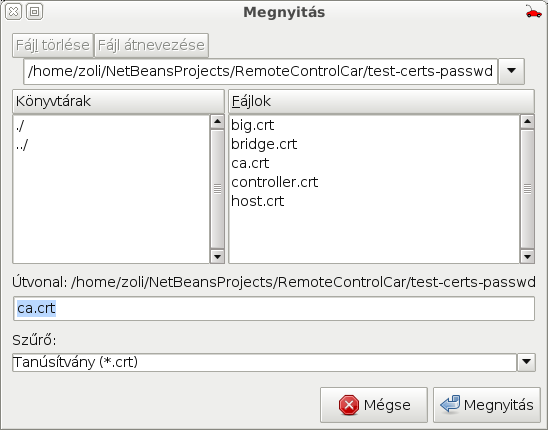 Megnyitás
Fájl törlése Fájl átnevezése
/home/zoli/NetBeansProjects/RemoteControlCar/test-certs-passwd
Könyvtárak Fájlok
./ big.crt
../ bridge.crt
ca.crt
controller.crt
host.crt
Útvonal: /home/zoli/NetBeansProjects/RemoteControlCar/test-certs-passwd
ca.crt
Szűrő:
Tanúsítvány (*.crt)
Mégse Megnyitás